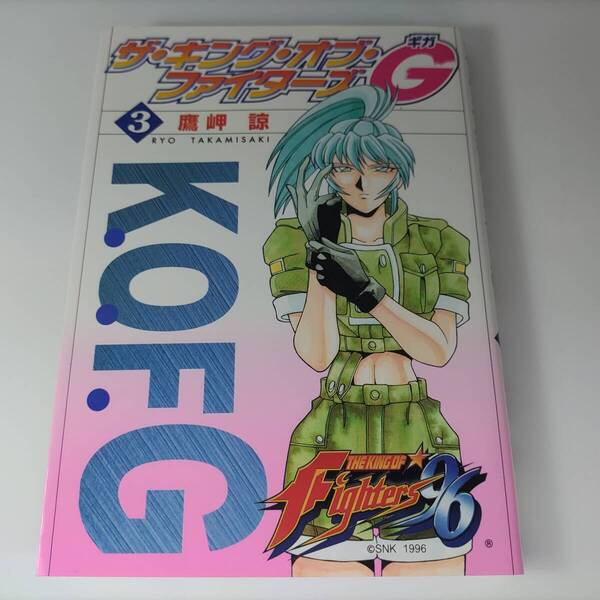 ザ・キング・オブ・
ファイターズ
G
ギガ
3
鷹岬 諒
RYO TAKAMISAKI
K.O.F.G
THE KING OF
Fighters '96
©SNK 1996
®